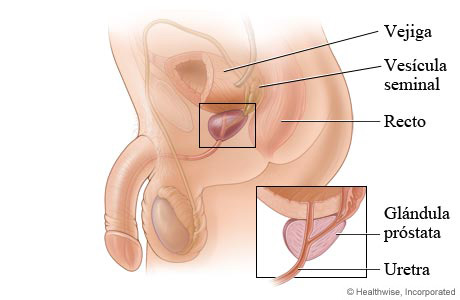 Vejiga
Vesícula
seminal
Recto
Glándula
próstata
Uretra
© Healthwise, Incorporated